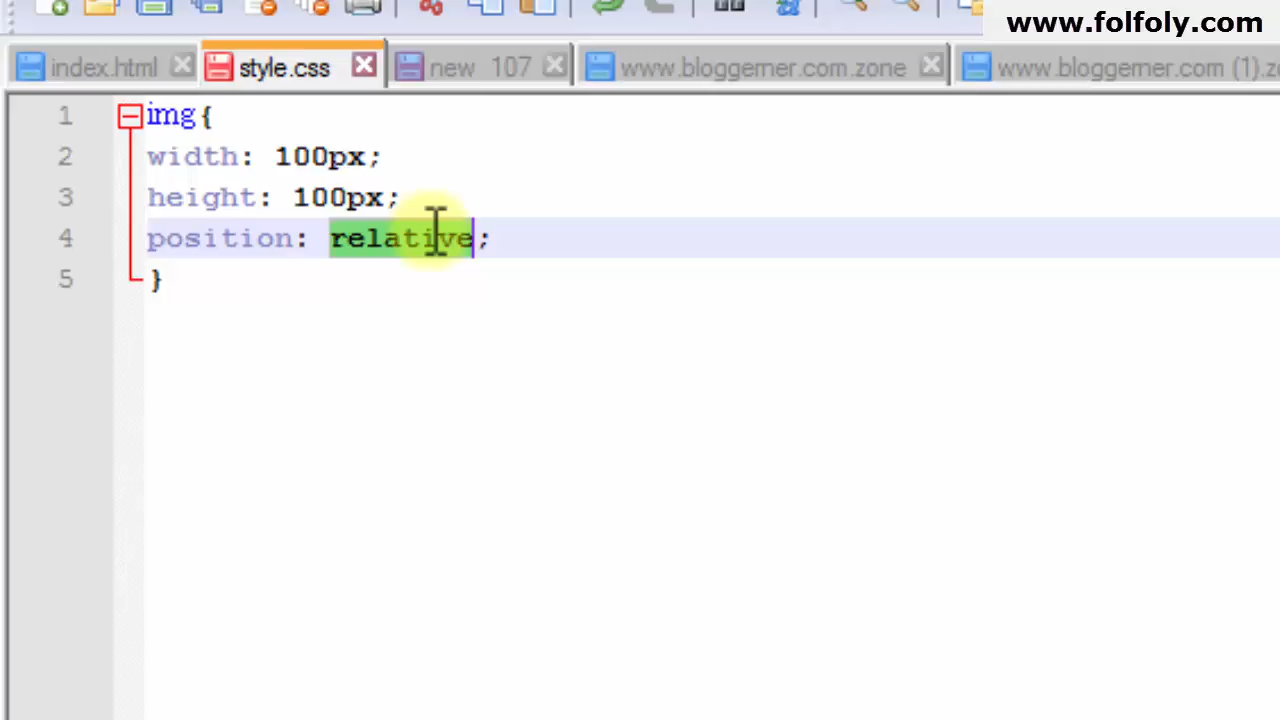 www.folfoly.com
index.html style.css new 107 www.bloggerner.com.zone www.bloggerner.com (1).z
1 img{
2 width: 100px;
3 height: 100px;
4 position: relative;
5 }